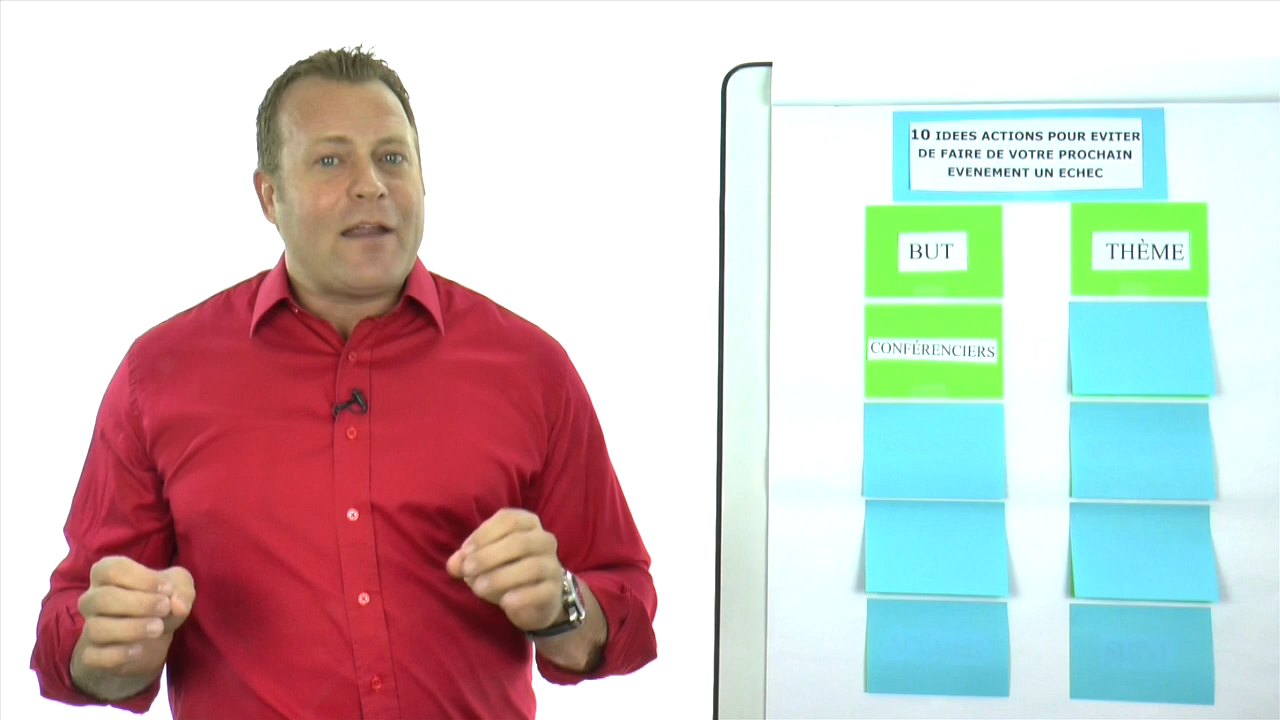 10 IDEES ACTIONS POUR EVITER
DE FAIRE DE VOTRE PROCHAIN
EVENEMENT UN ECHEC
BUT
THÈME
CONFÉRENCIERS